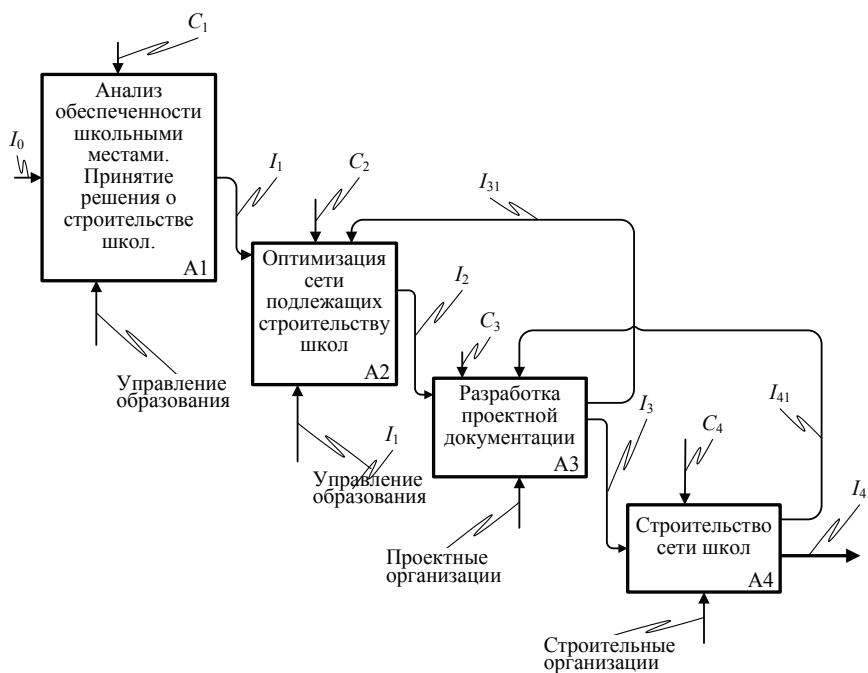 C1
Анализ
обеспеченности
школьными
местами.
Принятие
решения о
строительстве
школ.
A1
I0
I1
C2
I31
Управление
образования
Оптимизация
сети
подлежащих
строительству
школ
A2
I2
C3
I1
Управление
образования
Разработка
проектной
документации
A3
I3
I41
C4
Проектные
организации
Строительство
сети школ
A4
I4
Строительные
организации